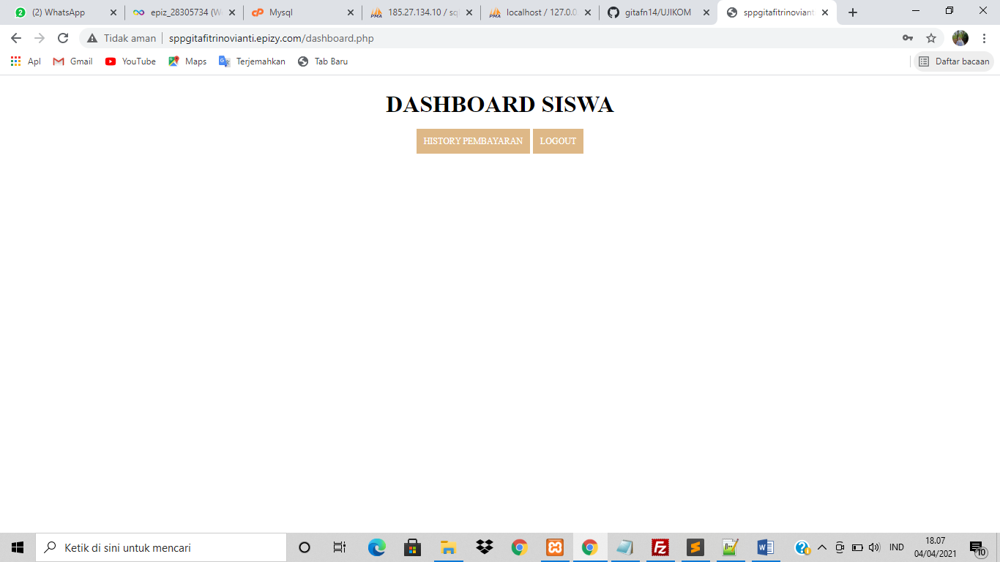 (2) WhatsApp
epiz_28305734 (W
Mysql
185.27.134.10 / sq
localhost / 127.0.0
gitafn14/UJIKOM
sppgitafitrinovianti
Tidak aman
sppgitafitrinovianti.epizy.com/dashboard.php
Apl
Gmail
YouTube
Maps
Terjemahkan
Tab Baru
Daftar bacaan
DASHBOARD SISWA
HISTORY PEMBAYARAN
LOGOUT
Ketik di sini untuk mencari
IND
18.07
04/04/2021
10